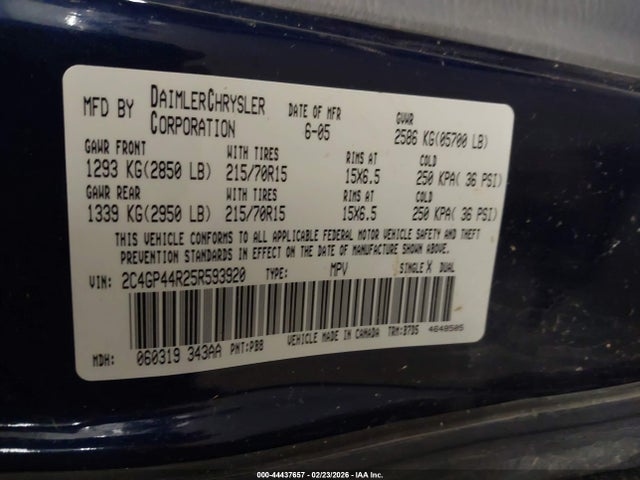 MFD BY DAIMLERCHRYSLER CORPORATION DATE OF MFR 6-05 GVWR 2586 KG(05700 LB)
GAWR FRONT WITH TIRES RIMS AT COLD
1293 KG(2850 LB) 215/70R15 15X6.5 250 KPA( 36 PSI)
GAWR REAR WITH TIRES RIMS AT COLD
1339 KG(2950 LB) 215/70R15 15X6.5 250 KPA( 36 PSI)
THIS VEHICLE CONFORMS TO ALL APPLICABLE FEDERAL MOTOR VEHICLE SAFETY AND THEFT
PREVENTION STANDARDS IN EFFECT ON THE DATE OF MANUFACTURE SHOWN ABOVE.
VIN: 2C4GP44R25R593920 TYPE: MPV SINGLE X DUAL
MDH: 060319 343AA PNT:PBB VEHICLE MADE IN CANADA TRM:B7D5 4648505
000-44437657 - 02/23/2026 - IAA Inc.